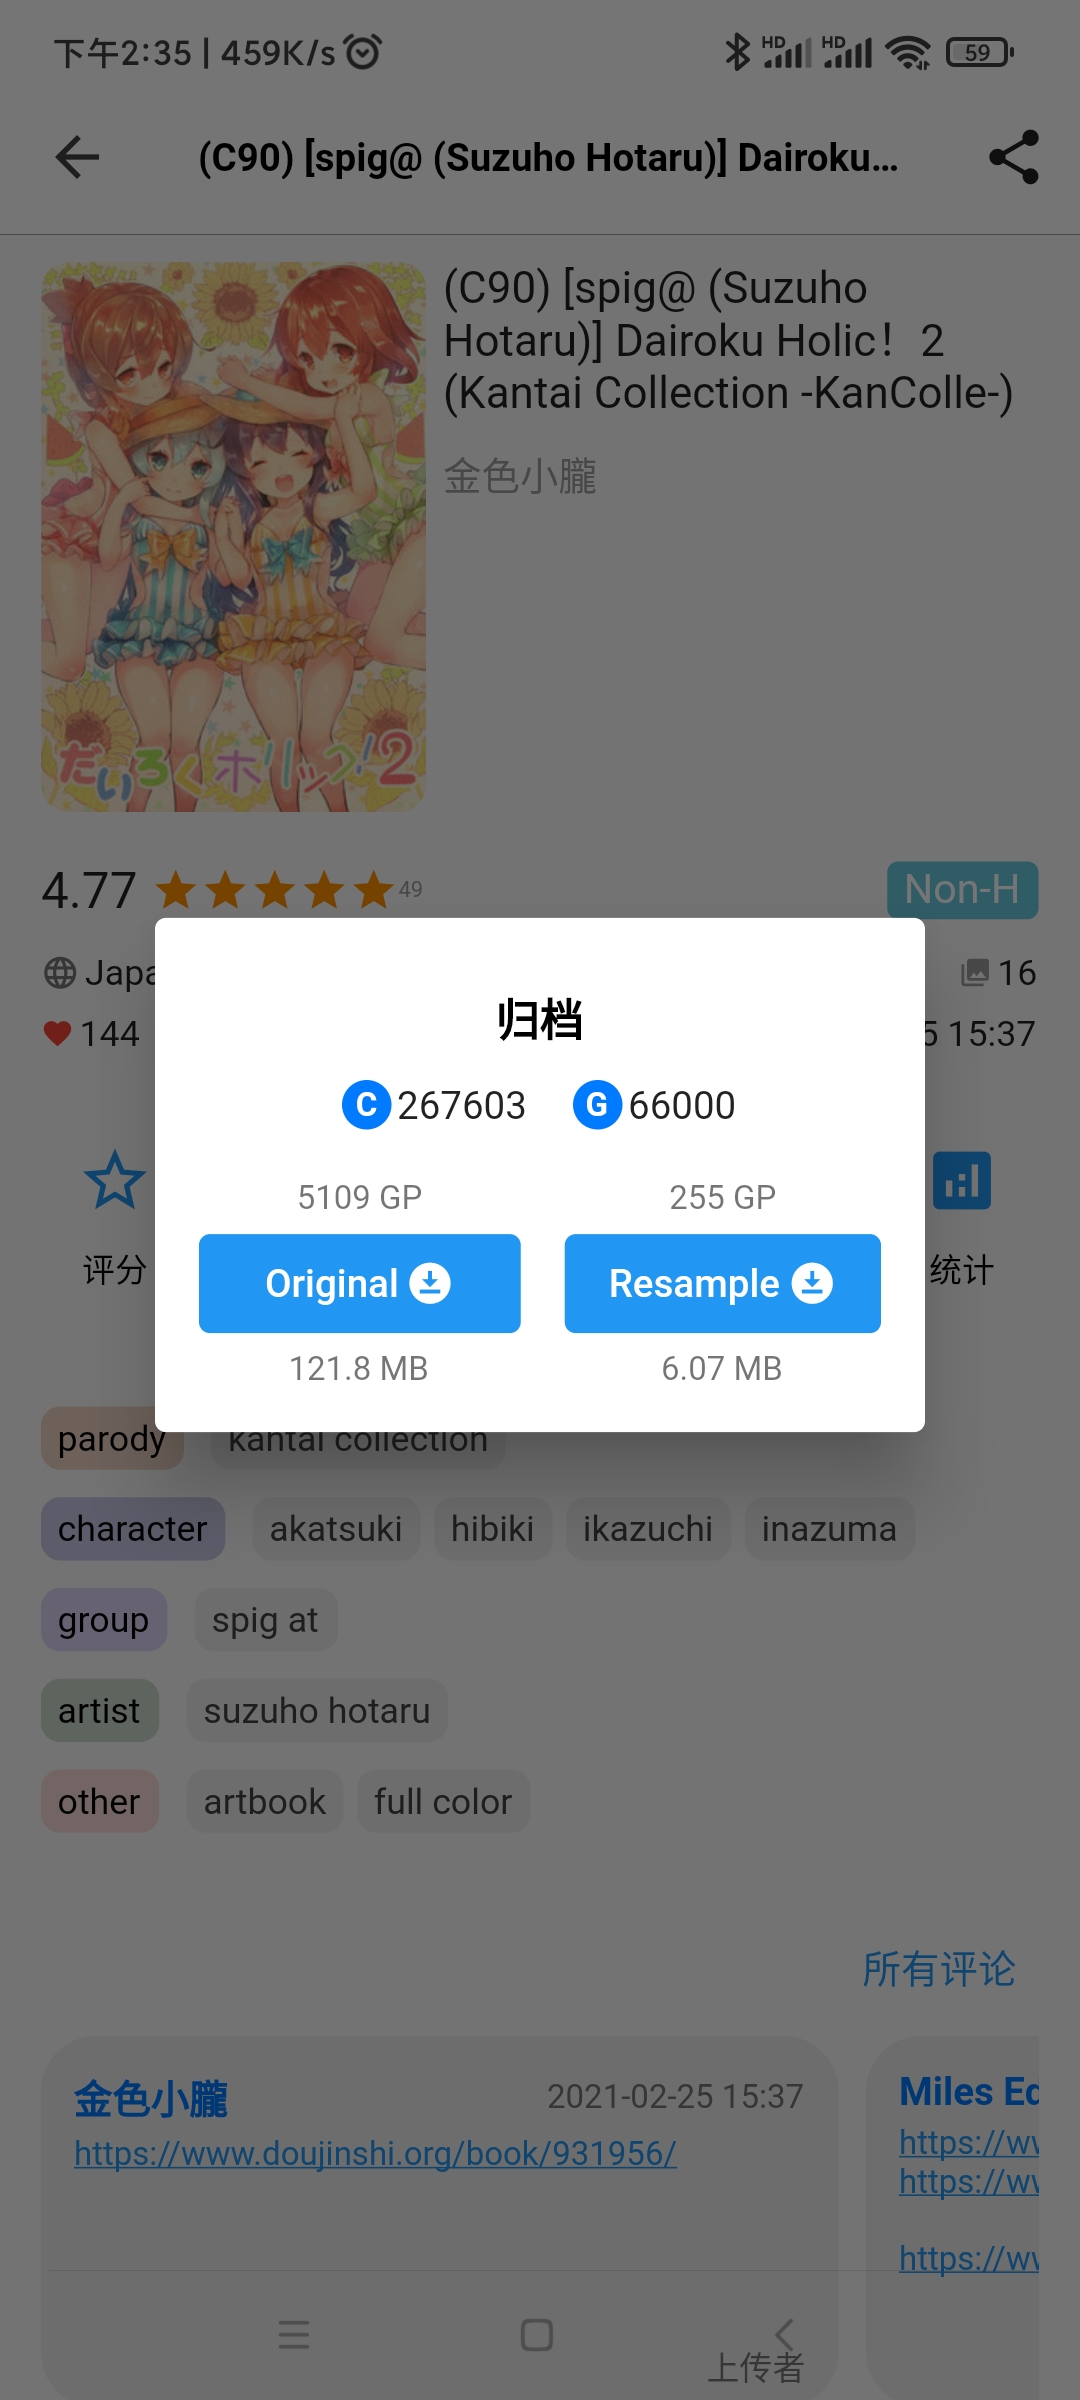 下午2:35 | 459K/s
HD HD 59
(C90) [spig@ (Suzuho Hotaru)] Dairoku...
(C90) [spig@ (Suzuho
Hotaru)] Dairoku Holic！ 2
(Kantai Collection -KanColle-)
金色小朧
だいろくホリック!2
4.77 49 Non-H
Japa 16
144 5 15:37
归档
C 267603 G 66000
5109 GP 255 GP
评分 Original Resample 统计
121.8 MB 6.07 MB
parody kantai collection
character akatsuki hibiki ikazuchi inazuma
group spig at
artist suzuho hotaru
other artbook full color
所有评论
金色小朧 2021-02-25 15:37
https://www.doujinshi.org/book/931956/
上传者
Miles Ed
https://ww
https://ww
https://ww